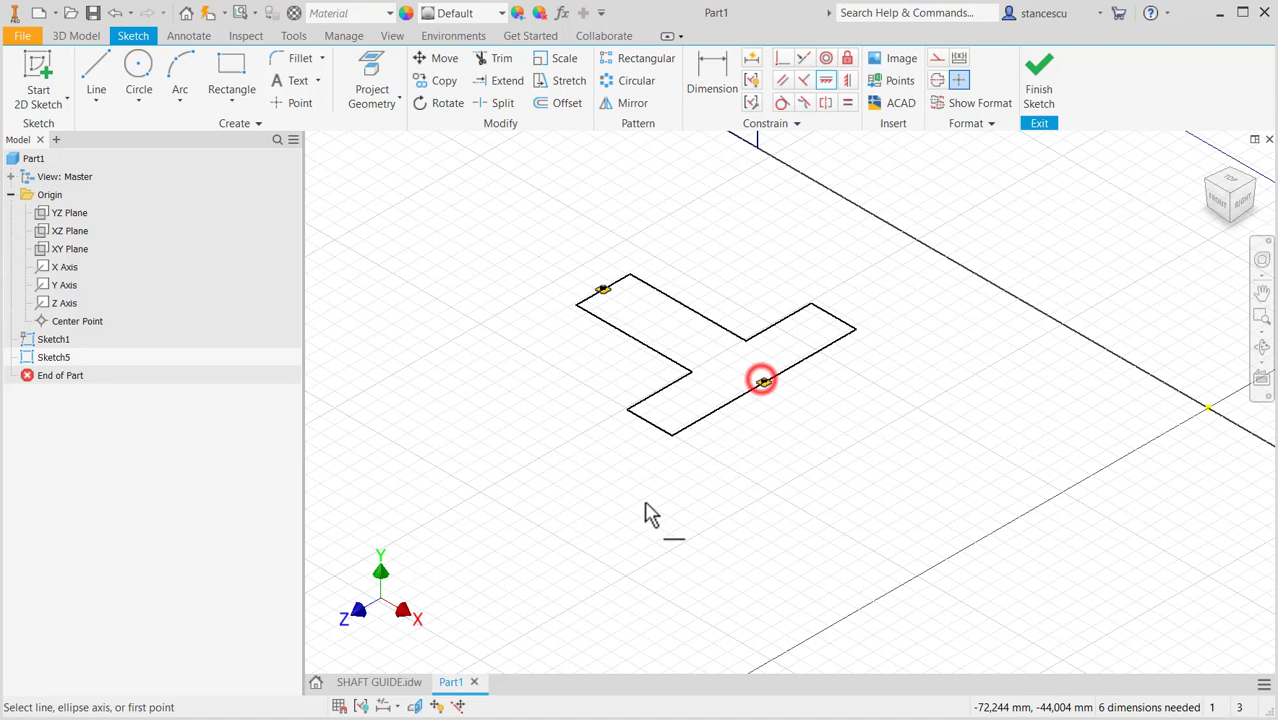 Material
Default
Part1
Search Help & Commands...
stancescu
PRO
File
3D Model
Sketch
Annotate
Inspect
Tools
Manage
View
Environments
Get Started
Collaborate
Start
2D Sketch
Line
Circle
Arc
Rectangle
Fillet
Text
Point
Project
Geometry
Move
Trim
Scale
Copy
Extend
Stretch
Rotate
Split
Offset
Rectangular
Circular
Mirror
Dimension
Image
Points
ACAD
Show Format
Finish
Sketch
Sketch
Create
Modify
Pattern
Constrain
Insert
Format
Exit
Model
Part1
View: Master
Origin
YZ Plane
XZ Plane
XY Plane
X Axis
Y Axis
Z Axis
Center Point
Sketch1
Sketch5
End of Part
TOP
FRONT
RIGHT
Y
Z
X
SHAFT GUIDE.idw
Part1
Select line, ellipse axis, or first point
-72,244 mm, -44,004 mm
6 dimensions needed
1
3